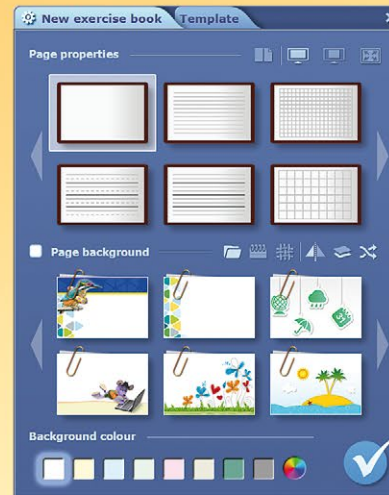 New exercise book Template
Page properties
Page background
Background colour